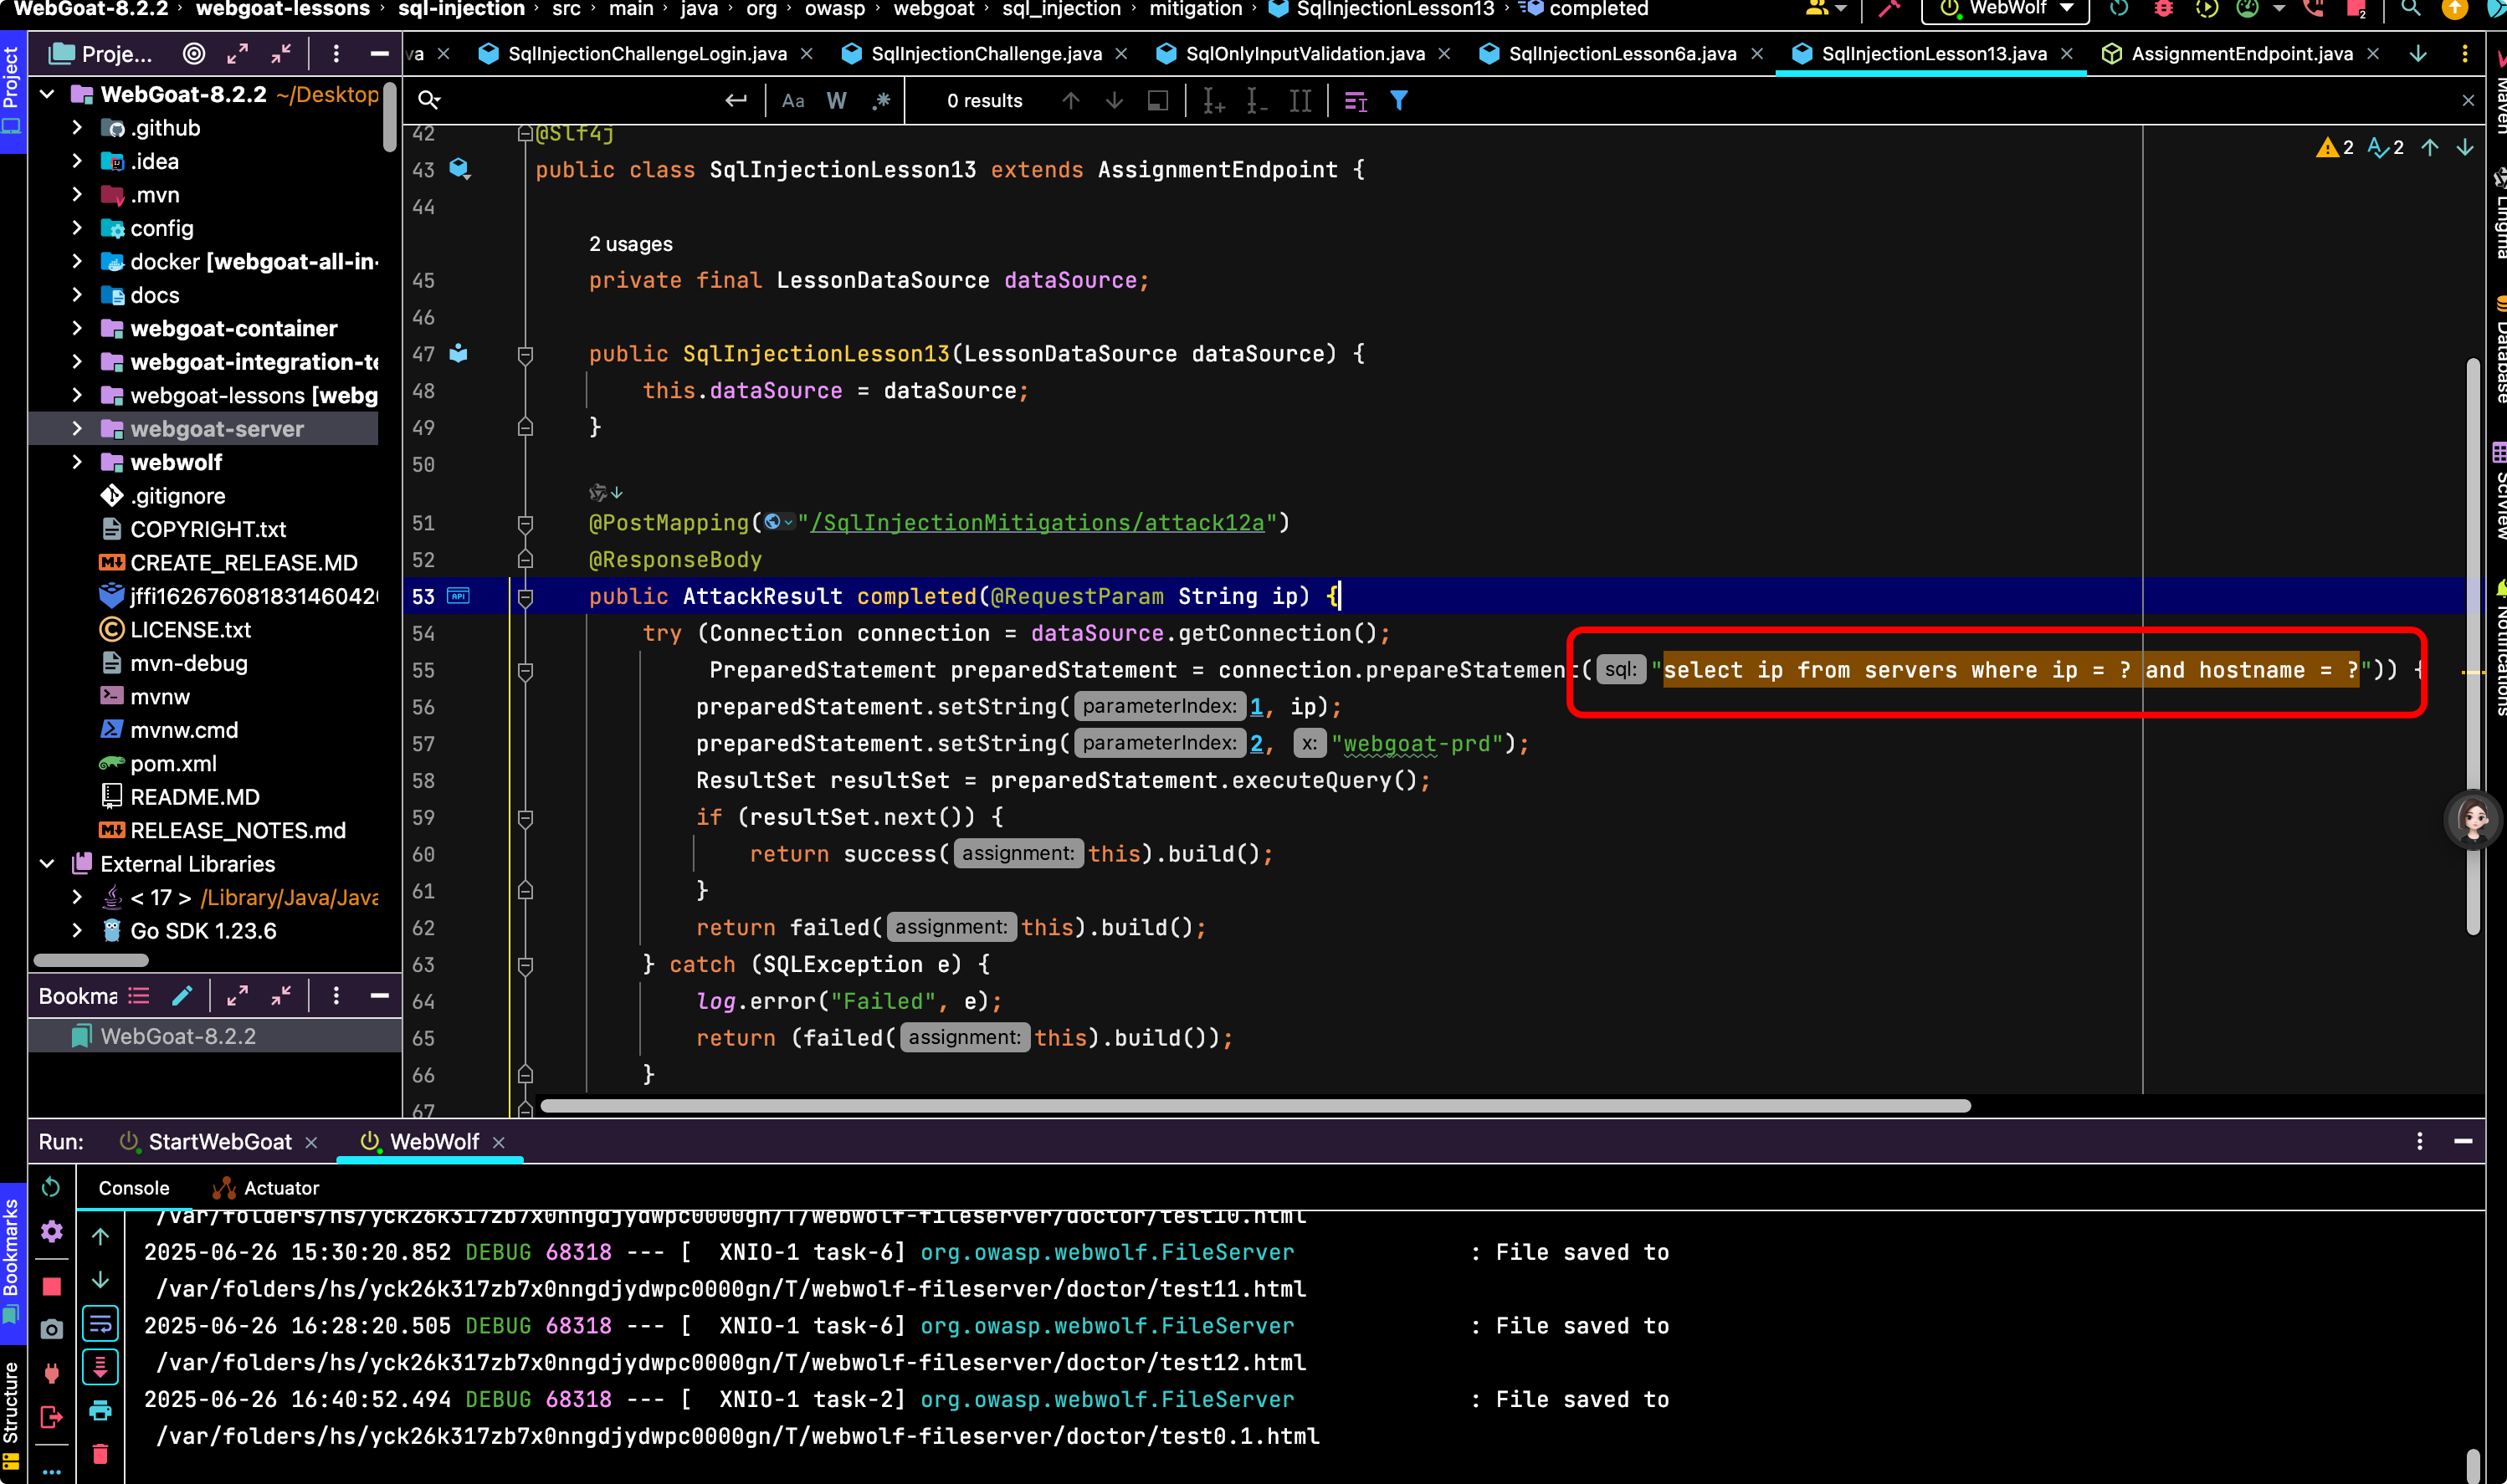 WebGoat-8.2.2 › webgoat-lessons › sql-injection › src › main › java › org › owasp › webgoat › sql_injection › mitigation › SqlInjectionLesson13 › completed
WebWolf
2
Project
Proje...
SqlInjectionChallengeLogin.java
SqlInjectionChallenge.java
SqlOnlyInputValidation.java
SqlInjectionLesson6a.java
SqlInjectionLesson13.java
AssignmentEndpoint.java
Aa W .*
0 results
WebGoat-8.2.2 ~/Desktop
.github
.idea
.mvn
config
docker [webgoat-all-in-
docs
webgoat-container
webgoat-integration-te
webgoat-lessons [webg
webgoat-server
webwolf
.gitignore
COPYRIGHT.txt
CREATE_RELEASE.MD
LICENSE.txt
mvn-debug
mvnw
mvnw.cmd
pom.xml
README.MD
RELEASE_NOTES.md
External Libraries
< 17 > /Library/Java/Java
Go SDK 1.23.6
Bookma
WebGoat-8.2.2
2 2
42 @Slf4j
43 public class SqlInjectionLesson13 extends AssignmentEndpoint {
44
2 usages
45 private final LessonDataSource dataSource;
46
47 public SqlInjectionLesson13(LessonDataSource dataSource) {
48 this.dataSource = dataSource;
49 }
50
51 @PostMapping("/SqlInjectionMitigations/attack12a")
52 @ResponseBody
53 public AttackResult completed(@RequestParam String ip) {
54 try (Connection connection = dataSource.getConnection();
55 PreparedStatement preparedStatement = connection.prepareStatement( sql: "select ip from servers where ip = ? and hostname = ?")) {
56 preparedStatement.setString( parameterIndex: 1, ip);
57 preparedStatement.setString( parameterIndex: 2, x: "webgoat-prd");
58 ResultSet resultSet = preparedStatement.executeQuery();
59 if (resultSet.next()) {
60 return success( assignment: this).build();
61 }
62 return failed( assignment: this).build();
63 } catch (SQLException e) {
64 log.error("Failed", e);
65 return (failed( assignment: this).build());
66 }
67
Maven
Lingma
Database
SciView
Notifications
Run: StartWebGoat WebWolf
Console Actuator
/var/folders/hs/yck26k317zb7x0nngdjydwpc0000gn/T/webwolf-fileserver/doctor/test10.html
2025-06-26 15:30:20.852 DEBUG 68318 --- [  XNIO-1 task-6] org.owasp.webwolf.FileServer : File saved to
/var/folders/hs/yck26k317zb7x0nngdjydwpc0000gn/T/webwolf-fileserver/doctor/test11.html
2025-06-26 16:28:20.505 DEBUG 68318 --- [  XNIO-1 task-6] org.owasp.webwolf.FileServer : File saved to
/var/folders/hs/yck26k317zb7x0nngdjydwpc0000gn/T/webwolf-fileserver/doctor/test12.html
2025-06-26 16:40:52.494 DEBUG 68318 --- [  XNIO-1 task-2] org.owasp.webwolf.FileServer : File saved to
/var/folders/hs/yck26k317zb7x0nngdjydwpc0000gn/T/webwolf-fileserver/doctor/test0.1.html
Bookmarks
Structure